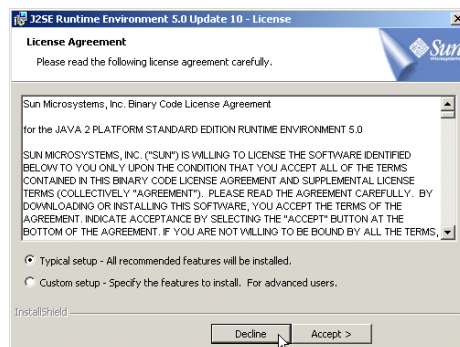 J2SE Runtime Environment 5.0 Update 10 - License
License Agreement
Please read the following license agreement carefully.
Sun
microsystems
Sun Microsystems, Inc. Binary Code License Agreement
for the JAVA 2 PLATFORM STANDARD EDITION RUNTIME ENVIRONMENT 5.0
SUN MICROSYSTEMS, INC. ("SUN") IS WILLING TO LICENSE THE SOFTWARE IDENTIFIED
BELOW TO YOU ONLY UPON THE CONDITION THAT YOU ACCEPT ALL OF THE TERMS
CONTAINED IN THIS BINARY CODE LICENSE AGREEMENT AND SUPPLEMENTAL LICENSE
TERMS (COLLECTIVELY "AGREEMENT"). PLEASE READ THE AGREEMENT CAREFULLY. BY
DOWNLOADING OR INSTALLING THIS SOFTWARE, YOU ACCEPT THE TERMS OF THE
AGREEMENT. INDICATE ACCEPTANCE BY SELECTING THE "ACCEPT" BUTTON AT THE
BOTTOM OF THE AGREEMENT. IF YOU ARE NOT WILLING TO BE BOUND BY ALL THE TERMS,
Typical setup - All recommended features will be installed.
Custom setup - Specify the features to install. For advanced users.
InstallShield
Decline
Accept >